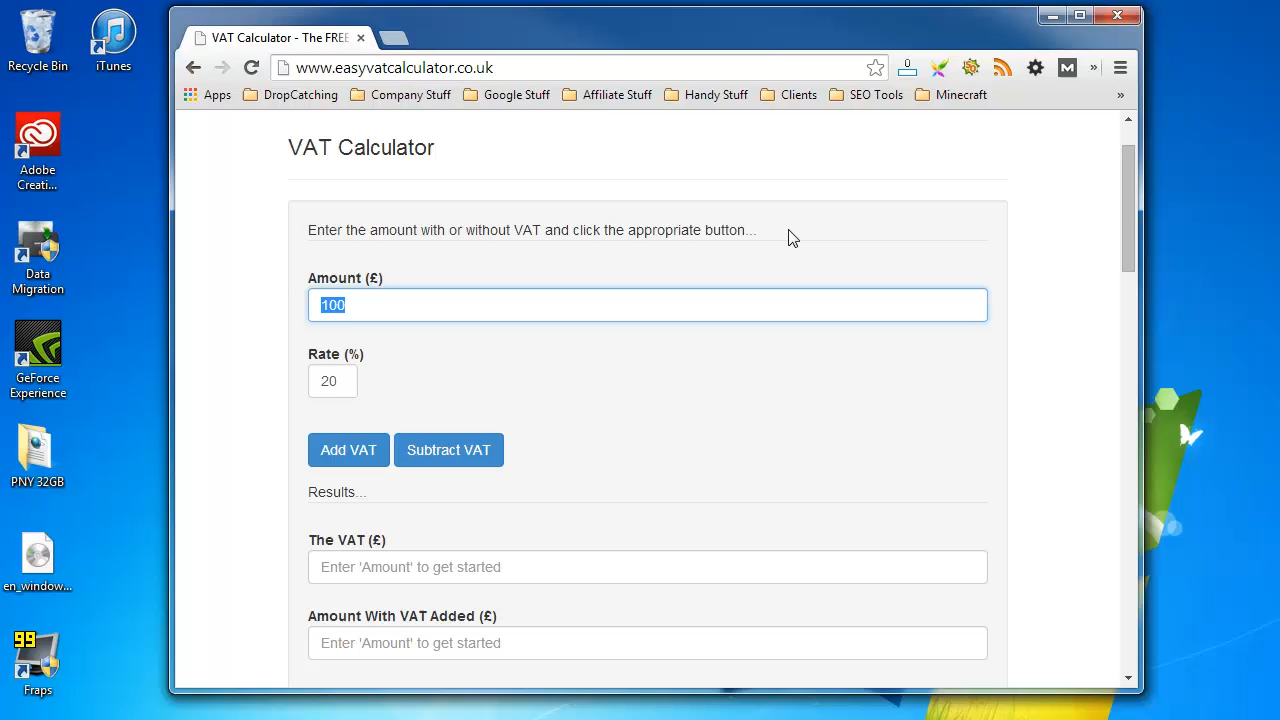 Recycle Bin
iTunes
Adobe
Creati...
Data
Migration
GeForce
Experience
PNY 32GB
en_window...
99
Fraps
VAT Calculator - The FREE
www.easyvatcalculator.co.uk
Apps DropCatching Company Stuff Google Stuff Affiliate Stuff Handy Stuff Clients SEO Tools Minecraft »
VAT Calculator
Enter the amount with or without VAT and click the appropriate button...
Amount (£)
100
Rate (%)
20
Add VAT Subtract VAT
Results...
The VAT (£)
Enter 'Amount' to get started
Amount With VAT Added (£)
Enter 'Amount' to get started